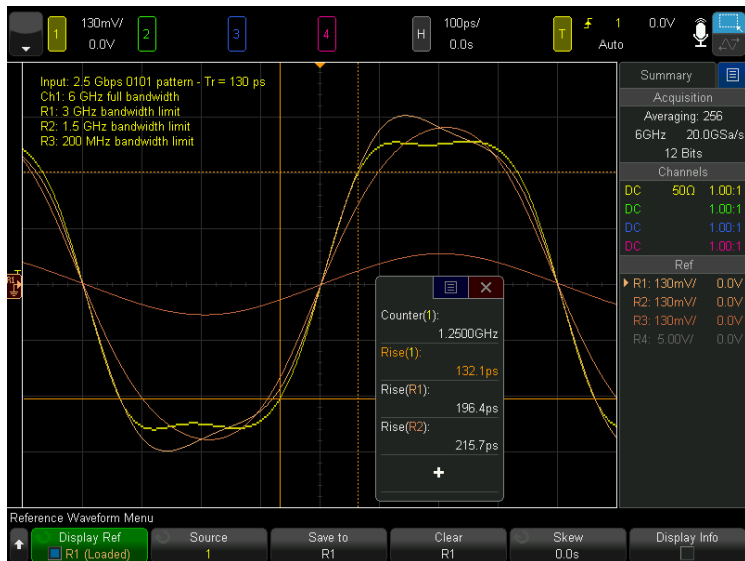 1
130mV/
0.0V
2
3
4
H
100ps/
0.0s
T
1
0.0V
Auto
Input: 2.5 Gbps 0101 pattern - Tr = 130 ps
Ch1: 6 GHz full bandwidth
R1: 3 GHz bandwidth limit
R2: 1.5 GHz bandwidth limit
R3: 200 MHz bandwidth limit
T
R1
Counter(1):
1.2500GHz
Rise(1):
132.1ps
Rise(R1):
196.4ps
Rise(R2):
215.7ps
Summary
Acquisition
Averaging: 256
6GHz 20.0GSa/s
12 Bits
Channels
DC 50Ω 1.00:1
DC 1.00:1
DC 1.00:1
DC 1.00:1
Ref
R1: 130mV/ 0.0V
R2: 130mV/ 0.0V
R3: 130mV/ 0.0V
R4: 5.00V/ 0.0V
Reference Waveform Menu
Display Ref
R1 (Loaded)
Source
1
Save to
R1
Clear
R1
Skew
0.0s
Display Info